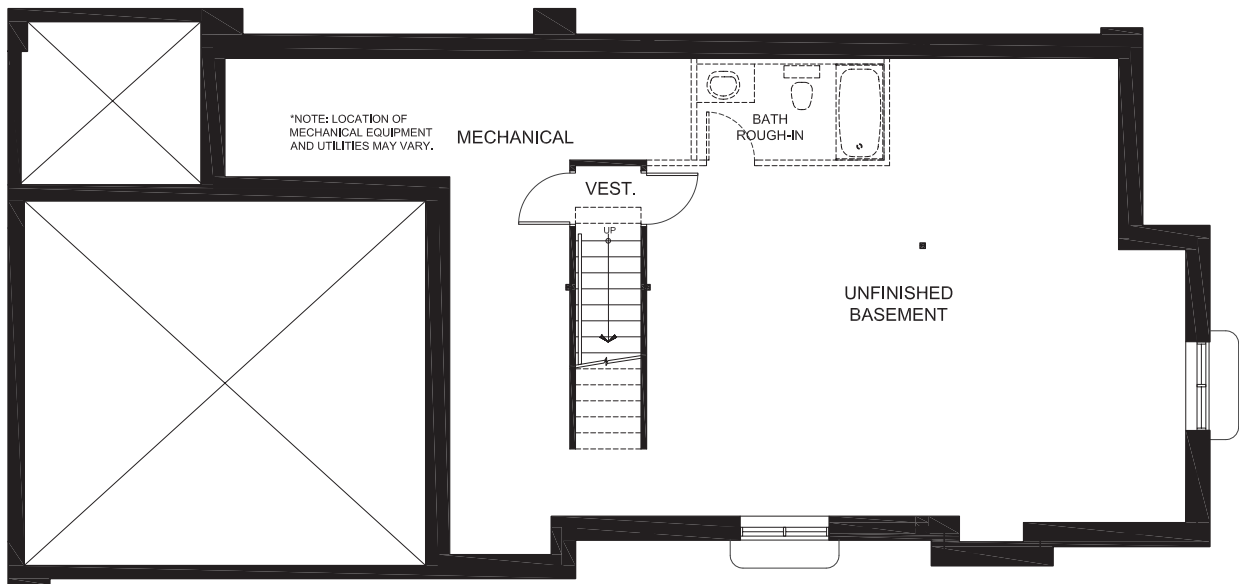 *NOTE: LOCATION OF
MECHANICAL EQUIPMENT
AND UTILITIES MAY VARY.
MECHANICAL
BATH
ROUGH-IN
VEST.
UP
UNFINISHED
BASEMENT